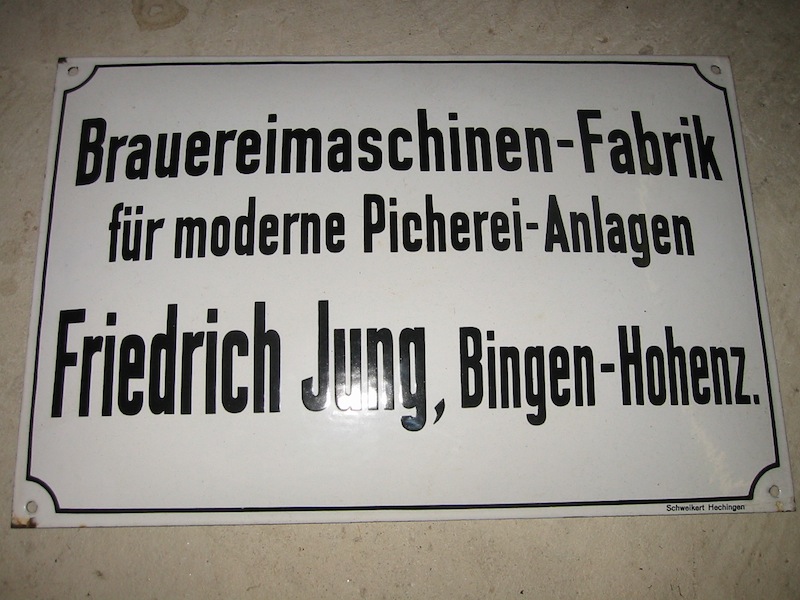 Brauereimaschinen-Fabrik
für moderne Picherei-Anlagen
Friedrich Jung, Bingen-Hohenz.
Schweikert Hechingen